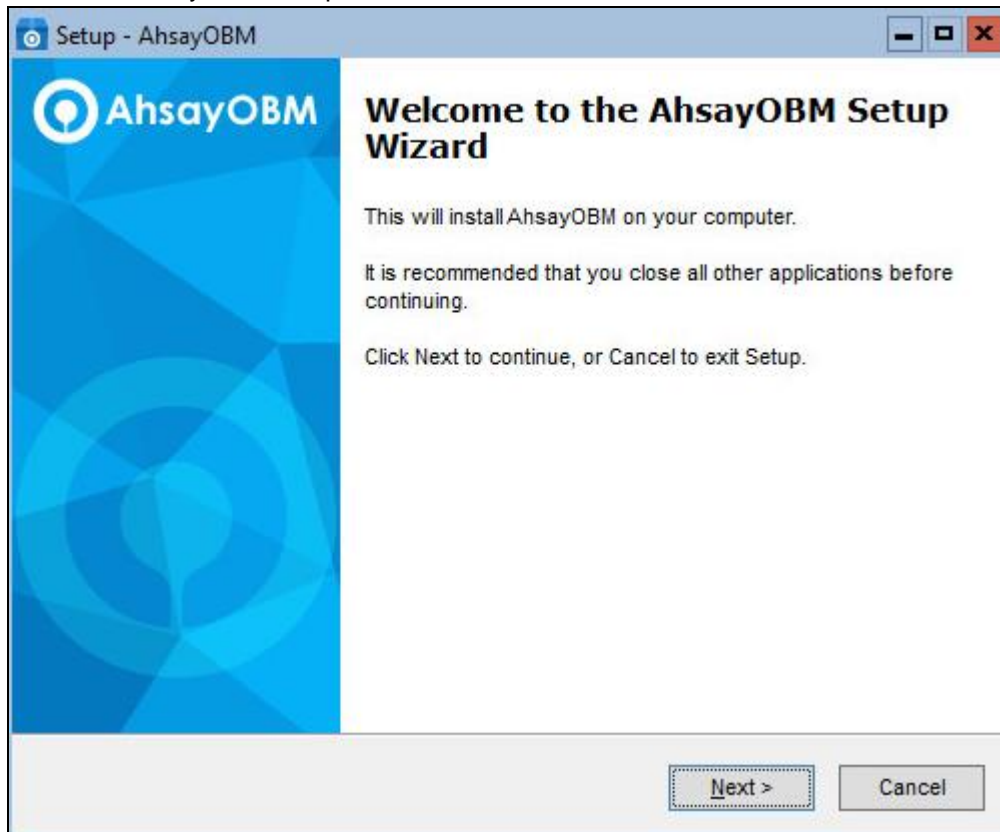 Setup - AhsayOBM
AhsayOBM
Welcome to the AhsayOBM Setup
Wizard
This will install AhsayOBM on your computer.
It is recommended that you close all other applications before
continuing.
Click Next to continue, or Cancel to exit Setup.
Next >
Cancel